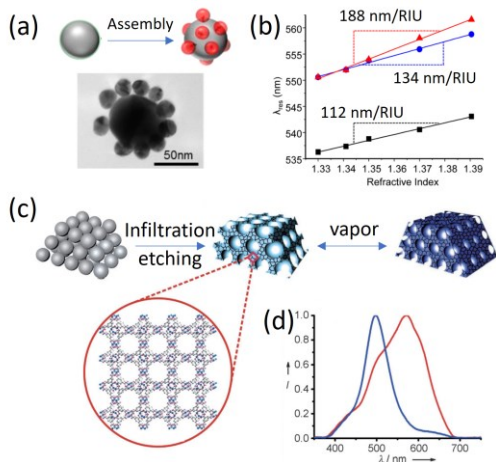 (a)
Assembly
50nm
(b)
188 nm/RIU
134 nm/RIU
112 nm/RIU
λres (nm)
560
555
550
545
540
535
1.33 1.34 1.35 1.36 1.37 1.38 1.39
Refractive Index
(c)
Infiltration
etching
vapor
(d)
1.0
0.8
0.6
0.4
0.2
0.0
I
400 500 600 700
λ / nm